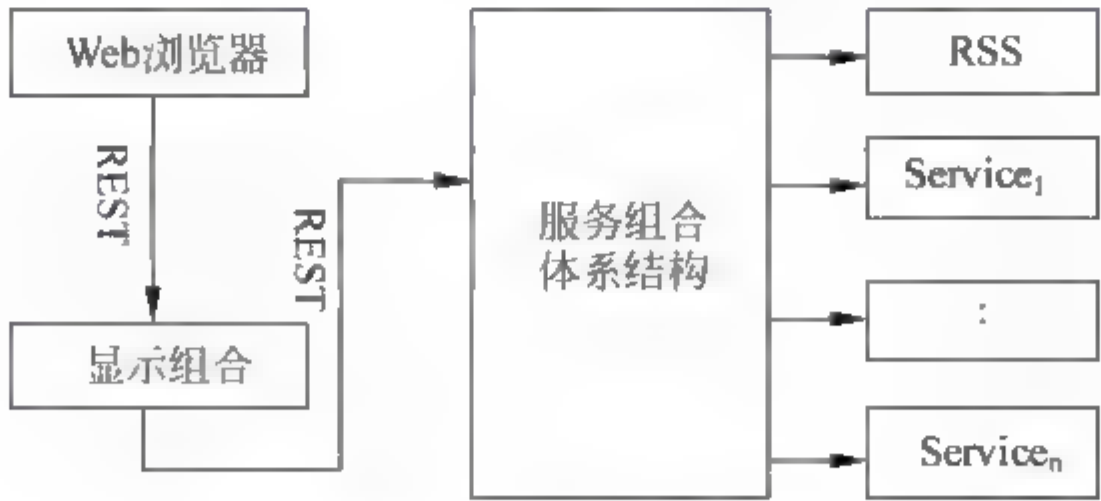 Web浏览器
REST
显示组合
REST
服务组合
体系结构
RSS
Service₁
:
Serviceₙ